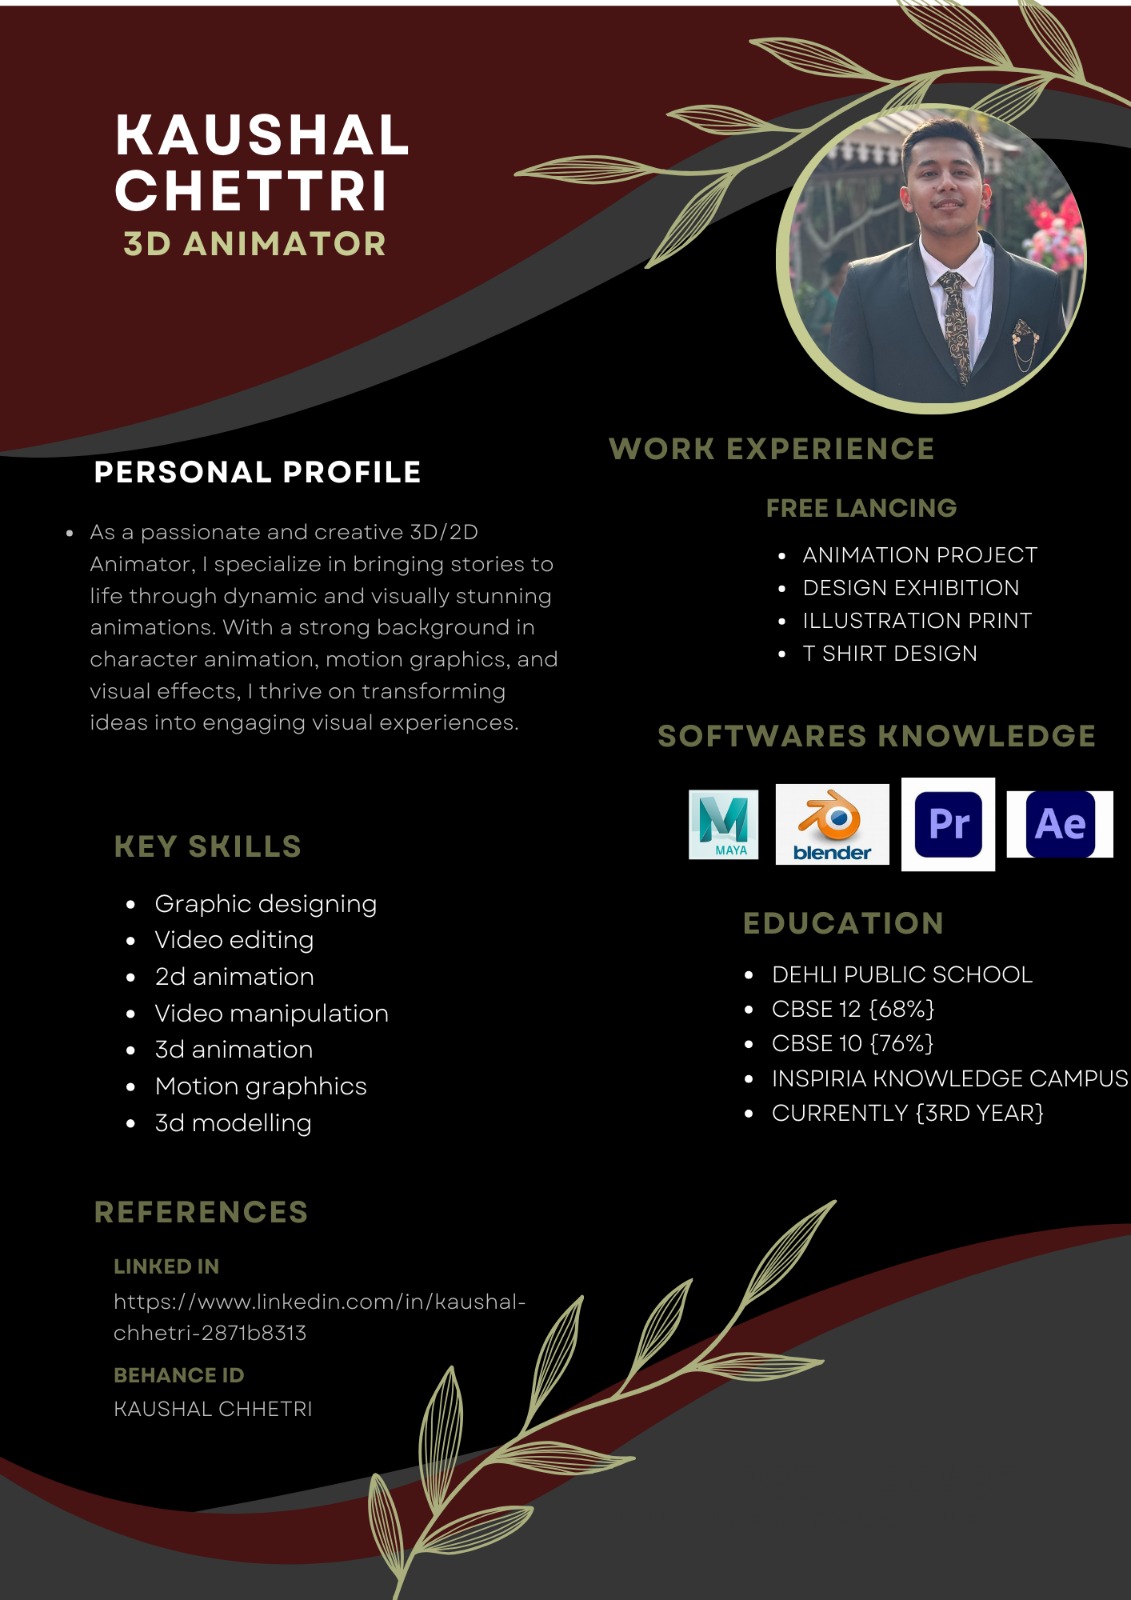 KAUSHAL
CHETTRI
3D ANIMATOR
PERSONAL PROFILE
As a passionate and creative 3D/2D
Animator, I specialize in bringing stories to
life through dynamic and visually stunning
animations. With a strong background in
character animation, motion graphics, and
visual effects, I thrive on transforming
ideas into engaging visual experiences.
KEY SKILLS
Graphic designing
Video editing
2d animation
Video manipulation
3d animation
Motion graphhics
3d modelling
REFERENCES
LINKED IN
https://www.linkedin.com/in/kaushal-
chhetri-2871b8313
BEHANCE ID
KAUSHAL CHHETRI
WORK EXPERIENCE
FREE LANCING
ANIMATION PROJECT
DESIGN EXHIBITION
ILLUSTRATION PRINT
T SHIRT DESIGN
SOFTWARES KNOWLEDGE
M
MAYA
blender
Pr
Ae
EDUCATION
DEHLI PUBLIC SCHOOL
CBSE 12 {68%}
CBSE 10 {76%}
INSPIRIA KNOWLEDGE CAMPUS
CURRENTLY {3RD YEAR}